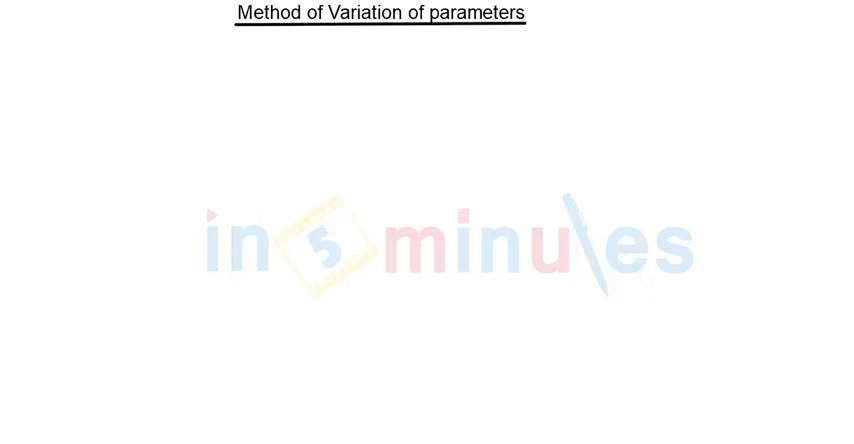 Method of Variation of parameters
in 5 minutes